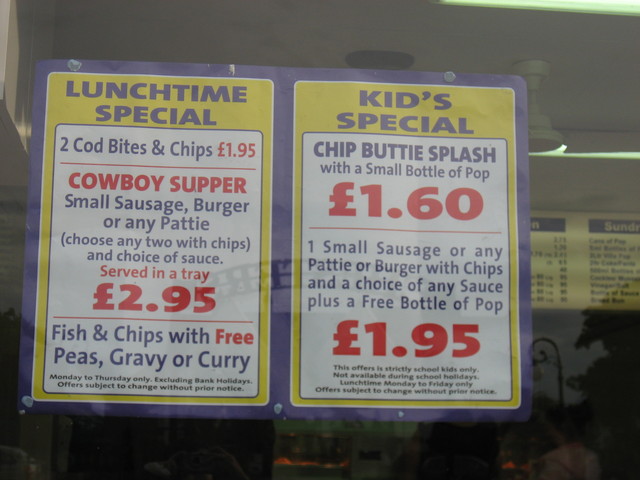 LUNCHTIME
SPECIAL
2 Cod Bites & Chips £1.95
COWBOY SUPPER
Small Sausage, Burger
or any Pattie
(choose any two with chips)
and choice of sauce.
Served in a tray
£2.95
Fish & Chips with Free
Peas, Gravy or Curry
Monday to Thursday only. Excluding Bank Holidays.
Offers subject to change without prior notice.
KID'S
SPECIAL
CHIP BUTTIE SPLASH
with a Small Bottle of Pop
£1.60
1 Small Sausage or any
Pattie or Burger with Chips
and a choice of any Sauce
plus a Free Bottle of Pop
£1.95
This offers is strictly school kids only.
Not available during school holidays.
Lunchtime Monday to Friday only
Offers subject to change without prior notice.